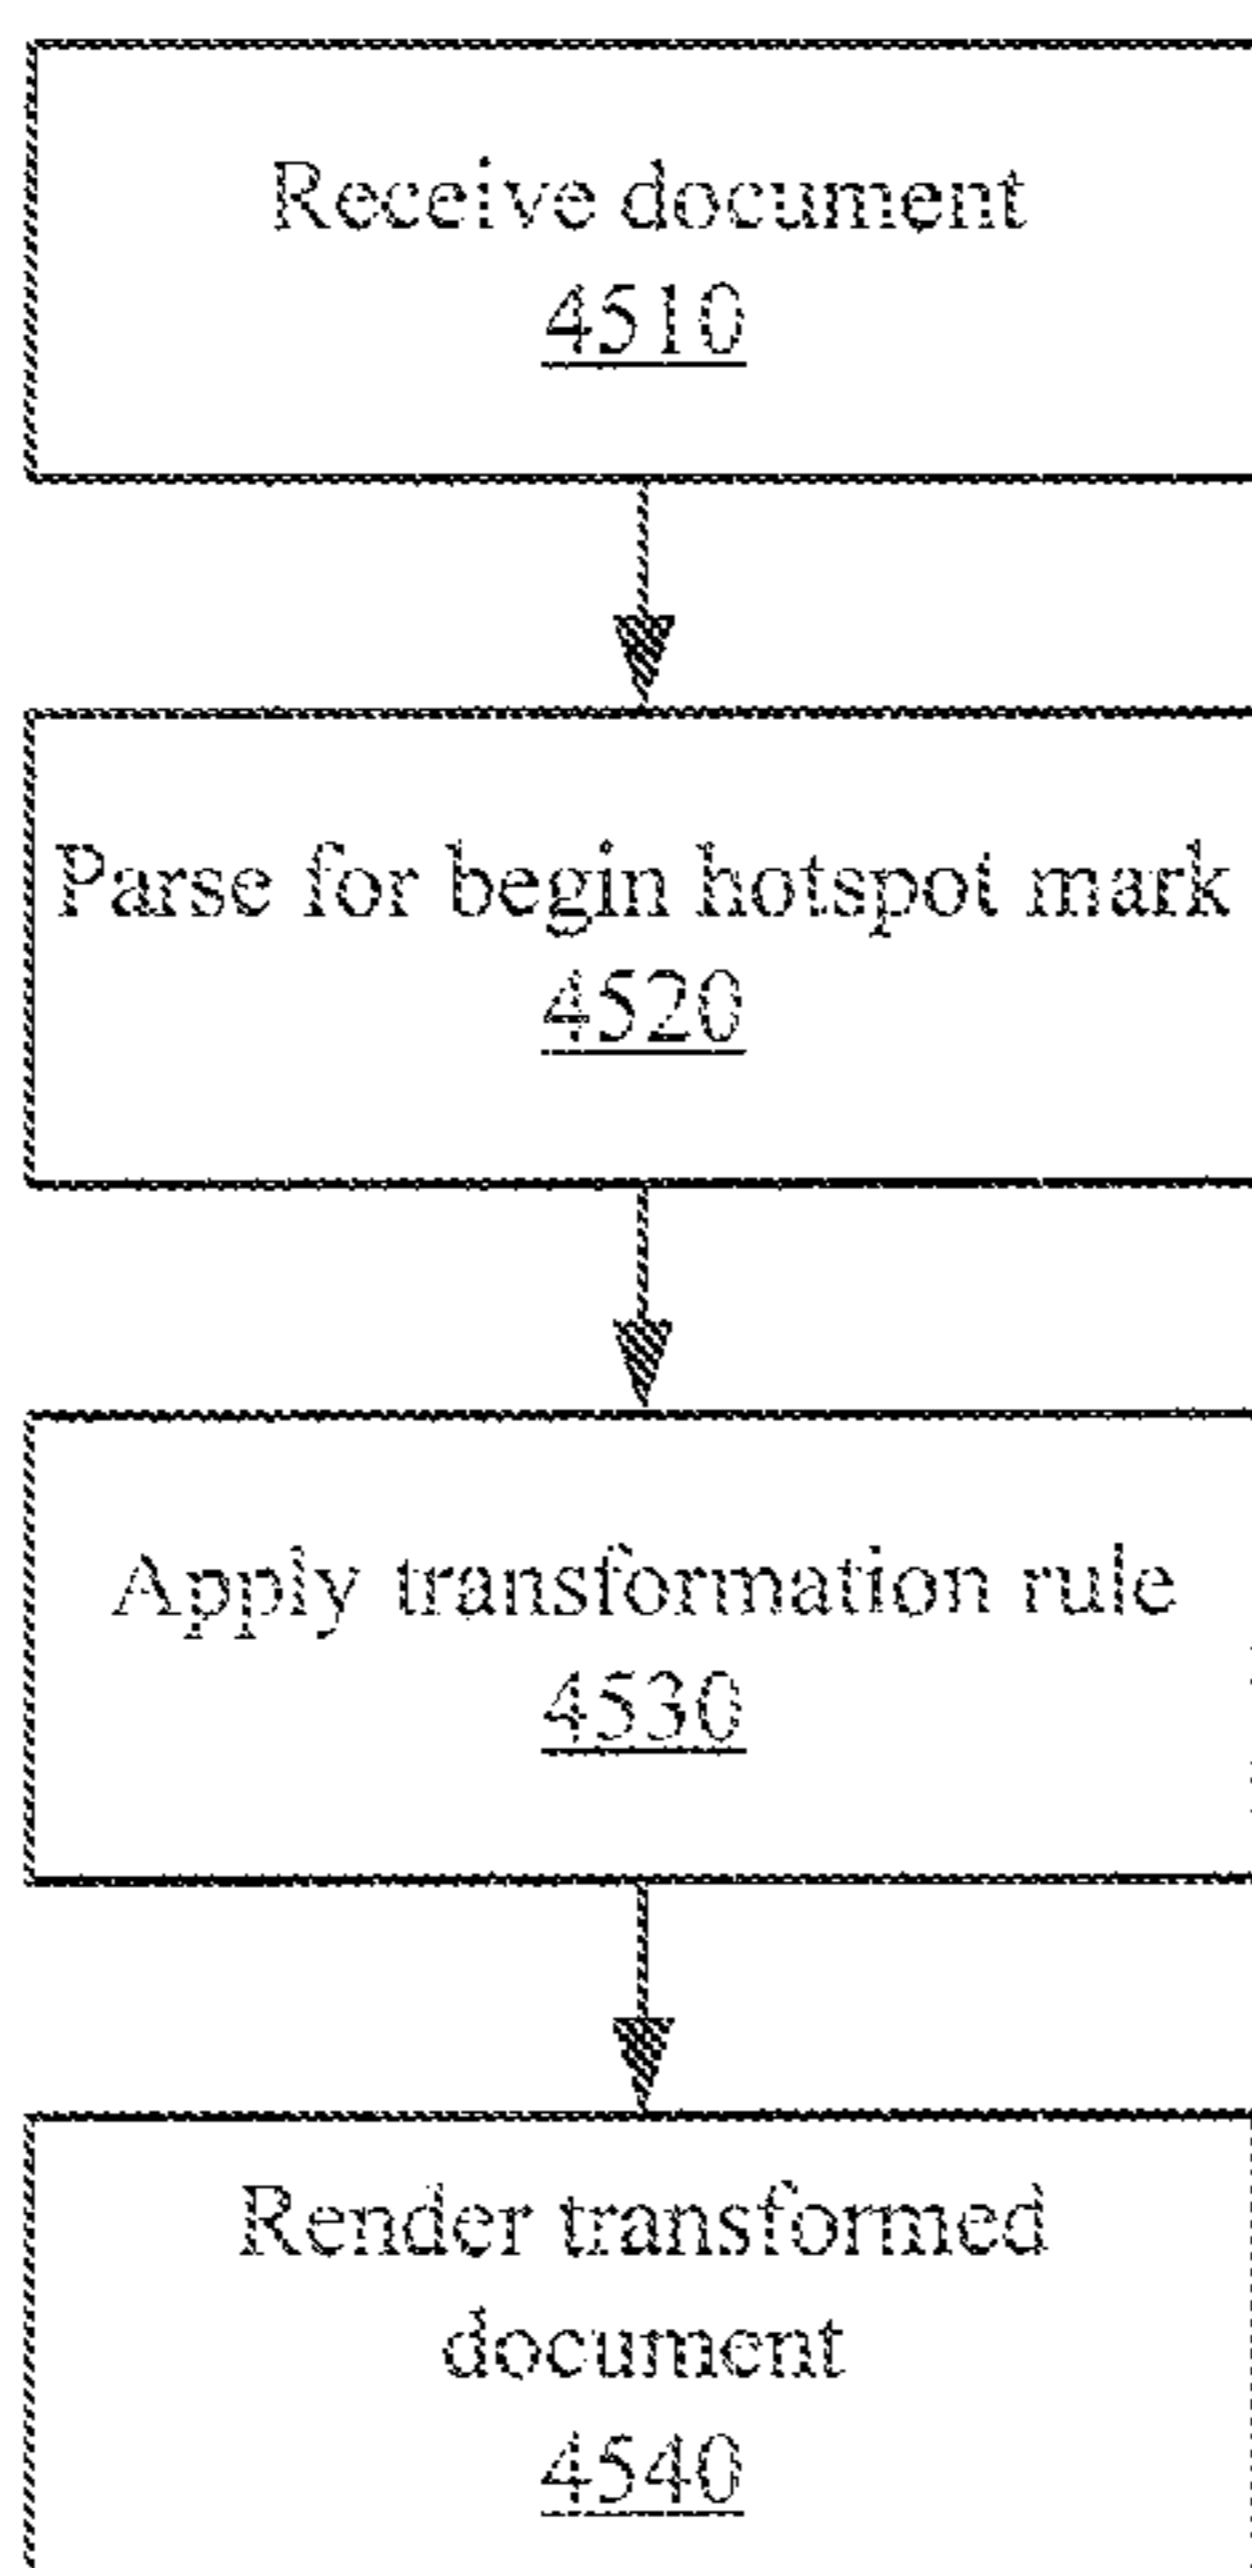 Receive document
4510
Parse for begin hotspot mark
4520
Apply transformation rule
4530
Render transformed
document
4540